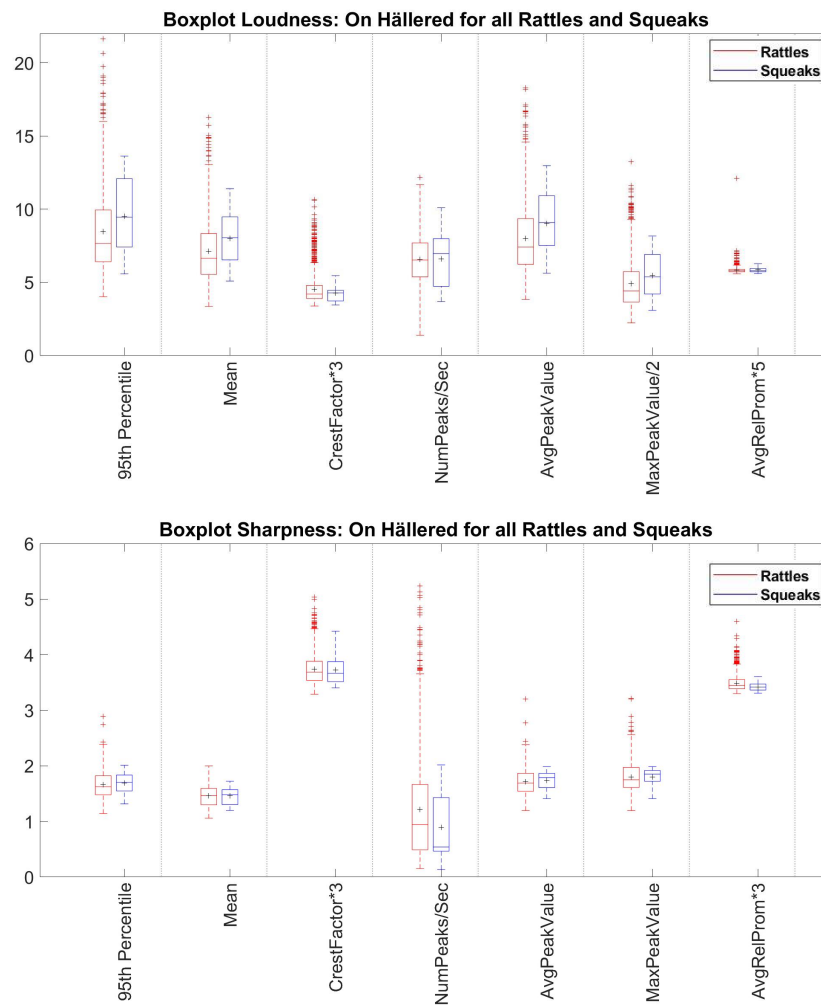 Boxplot Loudness: On Hällered for all Rattles and Squeaks
20
15
10
5
0
Rattles
Squeaks
95th Percentile
Mean
CrestFactor*3
NumPeaks/Sec
AvgPeakValue
MaxPeakValue/2
AvgRelProm*5
Boxplot Sharpness: On Hällered for all Rattles and Squeaks
6
5
4
3
2
1
0
Rattles
Squeaks
95th Percentile
Mean
CrestFactor*3
NumPeaks/Sec
AvgPeakValue
MaxPeakValue
AvgRelProm*3